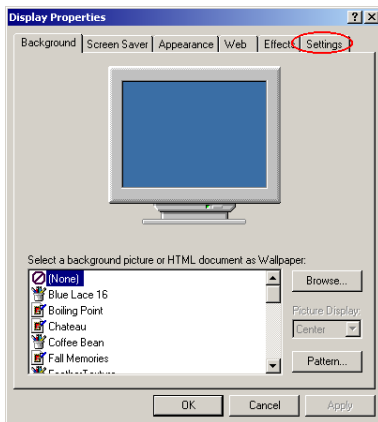 Display Properties
Background Screen Saver Appearance Web Effects Settings
Select a background picture or HTML document as Wallpaper:
(None)
Blue Lace 16
Boiling Point
Chateau
Coffee Bean
Fall Memories
Browse...
Picture Display:
Center
Pattern...
OK Cancel Apply